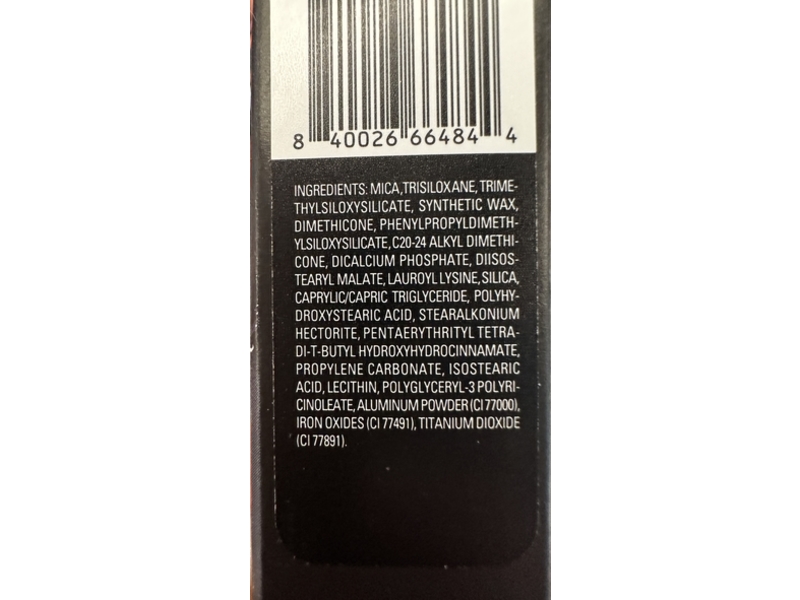 8 40026 66484 4
INGREDIENTS: MICA,TRISILOXANE, TRIME-
THYLSILOXYSILICATE, SYNTHETIC WAX,
DIMETHICONE, PHENYLPROPYLDIMETH-
YLSILOXYSILICATE, C20-24 ALKYL DIMETHI-
CONE, DICALCIUM PHOSPHATE, DIISOS-
TEARYL MALATE, LAUROYL LYSINE, SILICA,
CAPRYLIC/CAPRIC TRIGLYCERIDE, POLYHY-
DROXYSTEARIC ACID, STEARALKONIUM
HECTORITE, PENTAERYTHRITYL TETRA-
DI-T-BUTYL HYDROXYHYDROCINNAMATE,
PROPYLENE CARBONATE, ISOSTEARIC
ACID, LECITHIN, POLYGLYCERYL-3 POLYRI-
CINOLEATE, ALUMINUM POWDER (CI 77000),
IRON OXIDES (CI 77491), TITANIUM DIOXIDE
(CI 77891).